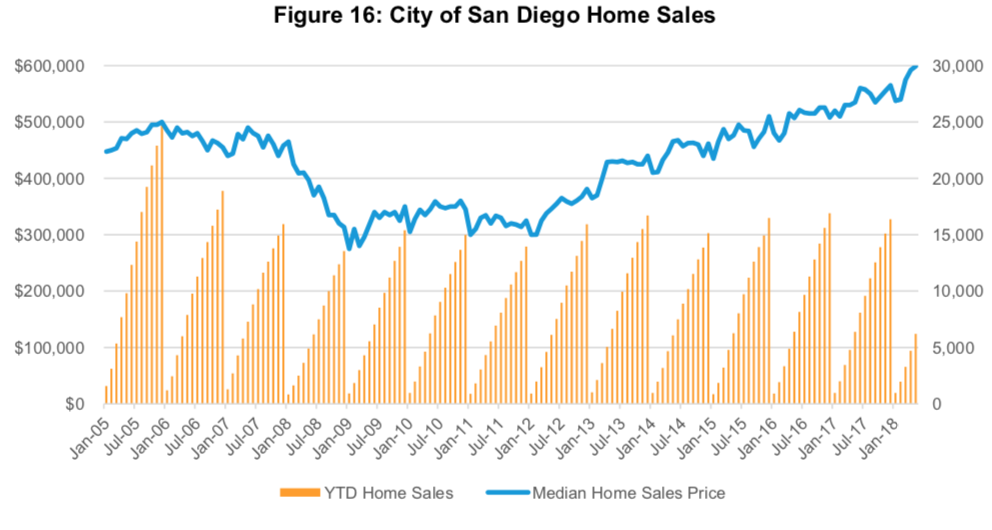 Figure 16: City of San Diego Home Sales
$600,000
$500,000
$400,000
$300,000
$200,000
$100,000
$0
30,000
25,000
20,000
15,000
10,000
5,000
0
Jan-05
Jul-05
Jan-06
Jul-06
Jan-07
Jul-07
Jan-08
Jul-08
Jan-09
Jul-09
Jan-10
Jul-10
Jan-11
Jul-11
Jan-12
Jul-12
Jan-13
Jul-13
Jan-14
Jul-14
Jan-15
Jul-15
Jan-16
Jul-16
Jan-17
Jul-17
Jan-18
YTD Home Sales
Median Home Sales Price